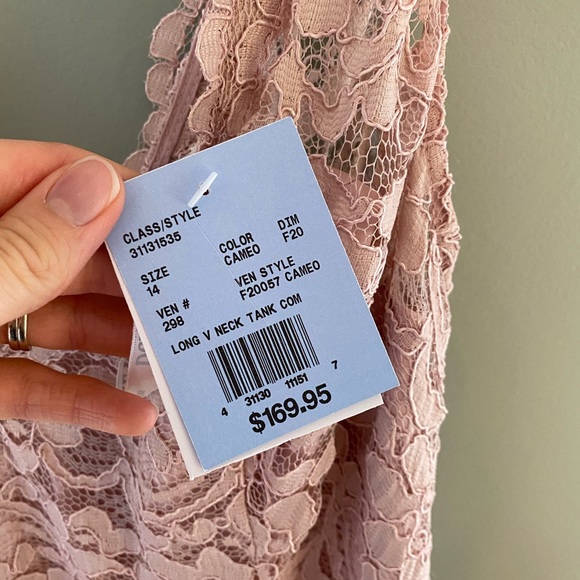 CLASS/STYLE
31131535
COLOR DIM
CAMEO F20
SIZE
14
VEN STYLE
F20057 CAMEO
VEN #
298
LONG V NECK TANK COM
4 31130 11151 7
$169.95